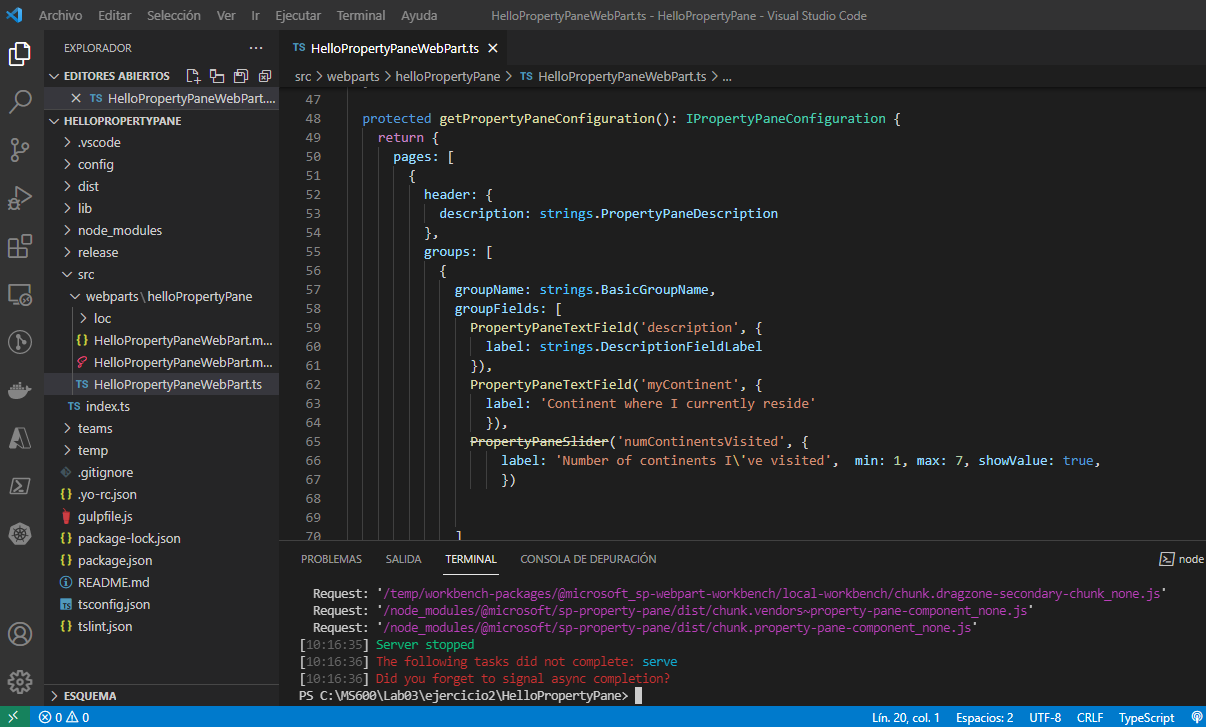 Archivo Editar Selección Ver Ir Ejecutar Terminal Ayuda HelloPropertyPaneWebPart.ts - HelloPropertyPane - Visual Studio Code
EXPLORADOR ...
EDITORES ABIERTOS
TS HelloPropertyPaneWebPart....
HELLOPROPERTYPANE
.vscode
config
dist
lib
node_modules
release
src
webparts\helloPropertyPane
loc
{} HelloPropertyPaneWebPart.m...
HelloPropertyPaneWebPart.m...
TS HelloPropertyPaneWebPart.ts
TS index.ts
teams
temp
.gitignore
{} .yo-rc.json
gulpfile.js
{} package-lock.json
{} package.json
README.md
TS tsconfig.json
{} tslint.json
ESQUEMA
TS HelloPropertyPaneWebPart.ts
src > webparts > helloPropertyPane > TS HelloPropertyPaneWebPart.ts > ...
47
48 protected getPropertyPaneConfiguration(): IPropertyPaneConfiguration {
49 return {
50 pages: [
51 {
52 header: {
53 description: strings.PropertyPaneDescription
54 },
55 groups: [
56 {
57 groupName: strings.BasicGroupName,
58 groupFields: [
59 PropertyPaneTextField('description', {
60 label: strings.DescriptionFieldLabel
61 }),
62 PropertyPaneTextField('myContinent', {
63 label: 'Continent where I currently reside'
64 }),
65 PropertyPaneSlider('numContinentsVisited', {
66 label: 'Number of continents I\'ve visited', min: 1, max: 7, showValue: true,
67 })
68
69
70 ]
PROBLEMAS SALIDA TERMINAL CONSOLA DE DEPURACIÓN node
Request: '/temp/workbench-packages/@microsoft_sp-webpart-workbench/local-workbench/chunk.dragzone-secondary-chunk_none.js'
Request: '/node_modules/@microsoft/sp-property-pane/dist/chunk.vendors~property-pane-component_none.js'
Request: '/node_modules/@microsoft/sp-property-pane/dist/chunk.property-pane-component_none.js'
[10:16:35] Server stopped
[10:16:36] The following tasks did not complete: serve
[10:16:36] Did you forget to signal async completion?
PS C:\MS600\Lab03\ejercicio2\HelloPropertyPane>
0 0 Lín. 20, col. 1 Espacios: 2 UTF-8 CRLF TypeScript